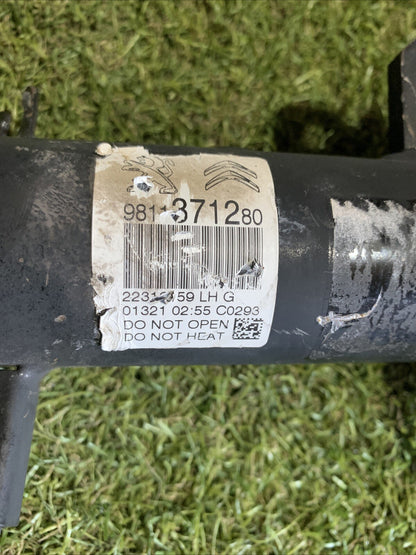 9811371280
LH G
01321 02:55 C0293
DO NOT OPEN
DO NOT HEAT